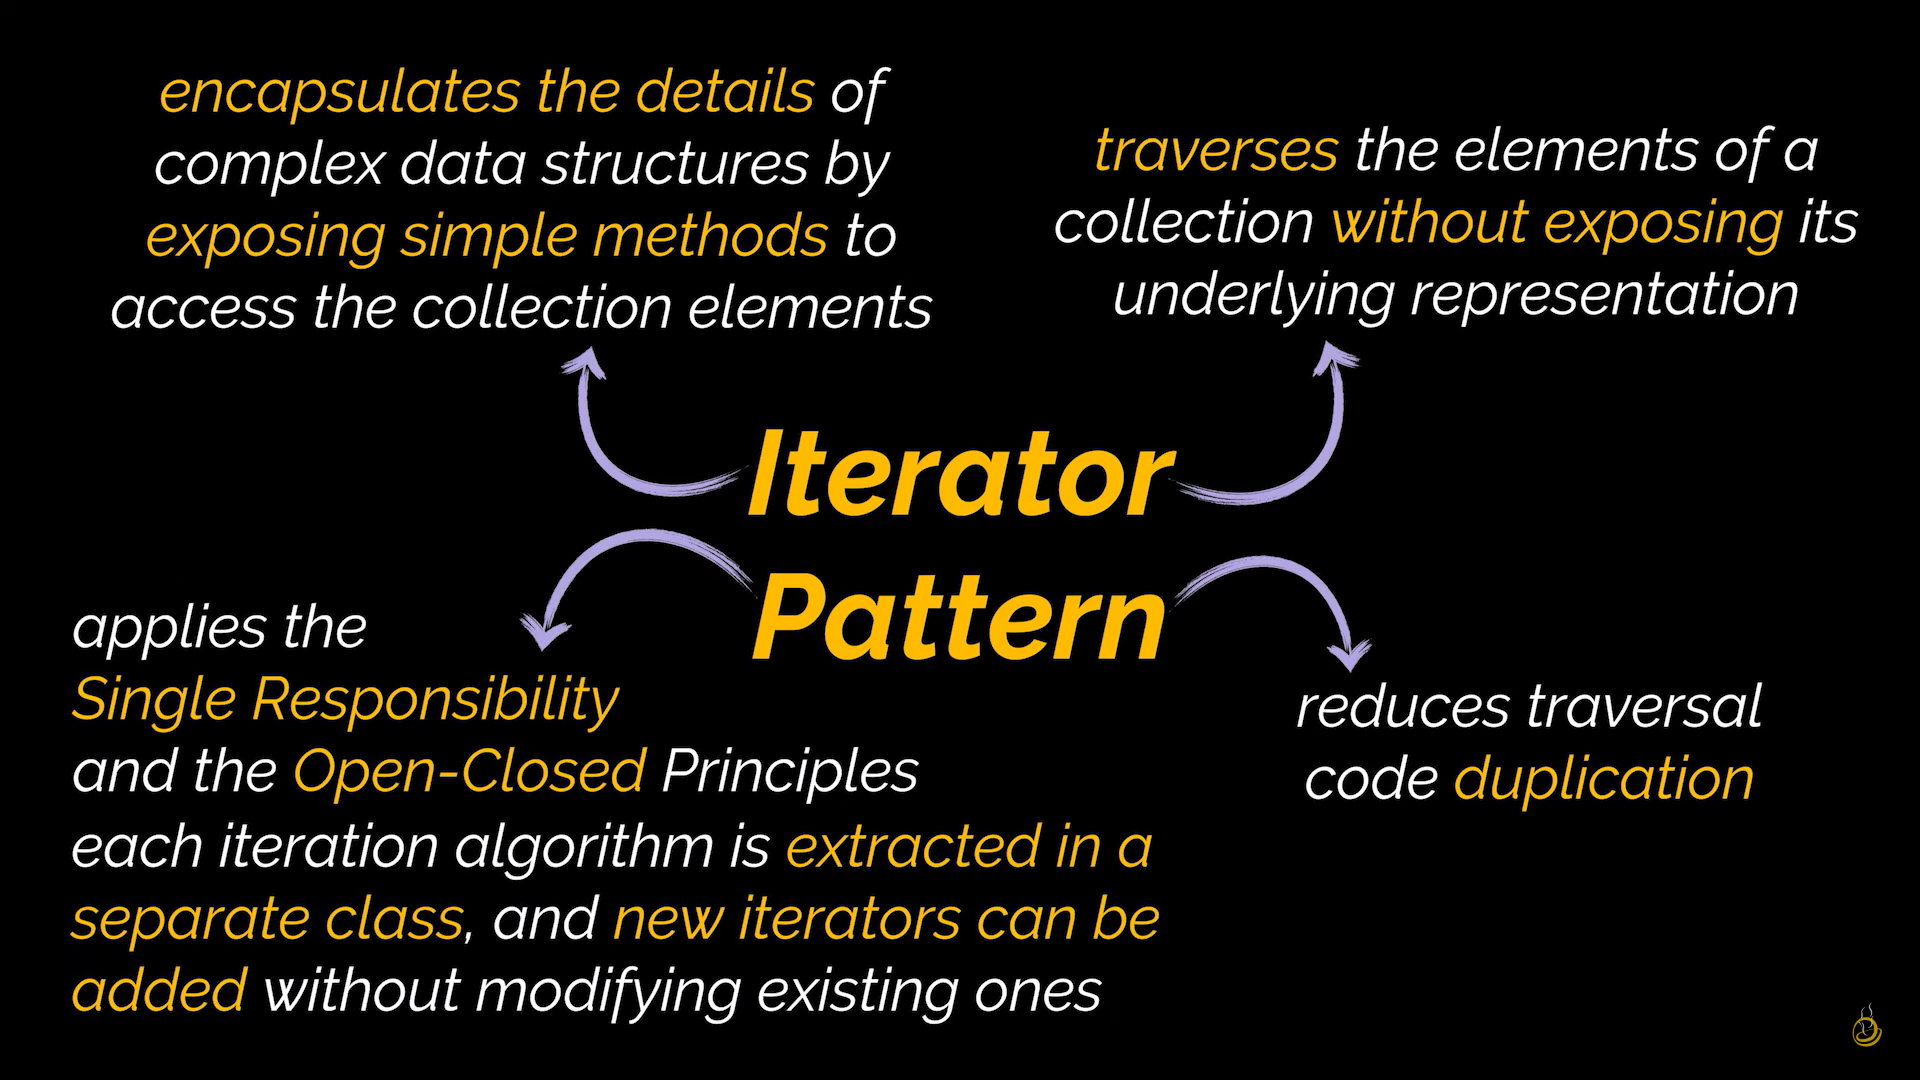 encapsulates the details of
complex data structures by
exposing simple methods to
access the collection elements
traverses the elements of a
collection without exposing its
underlying representation
Iterator
Pattern
applies the
Single Responsibility
and the Open-Closed Principles
each iteration algorithm is extracted in a
separate class, and new iterators can be
added without modifying existing ones
reduces traversal
code duplication